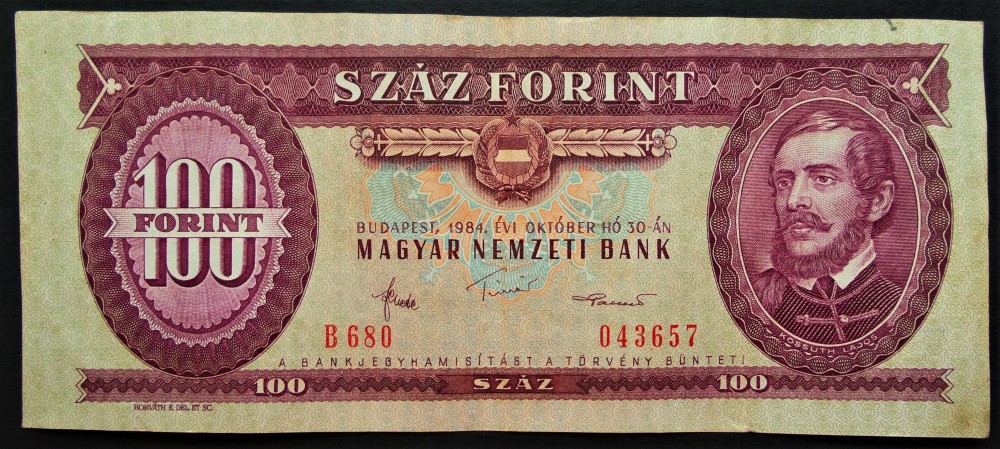 SZÁZ FORINT
100
FORINT
BUDAPEST, 1984. ÉVI OKTÓBER HÓ 30-ÁN
MAGYAR NEMZETI BANK
B 680 043657
KOSSUTH LAJOS
A BANKJEGYHAMISÍTÁST A TÖRVÉNY BÜNTETI
100 SZÁZ 100
HORVÁTH E. DEL. ET SC.